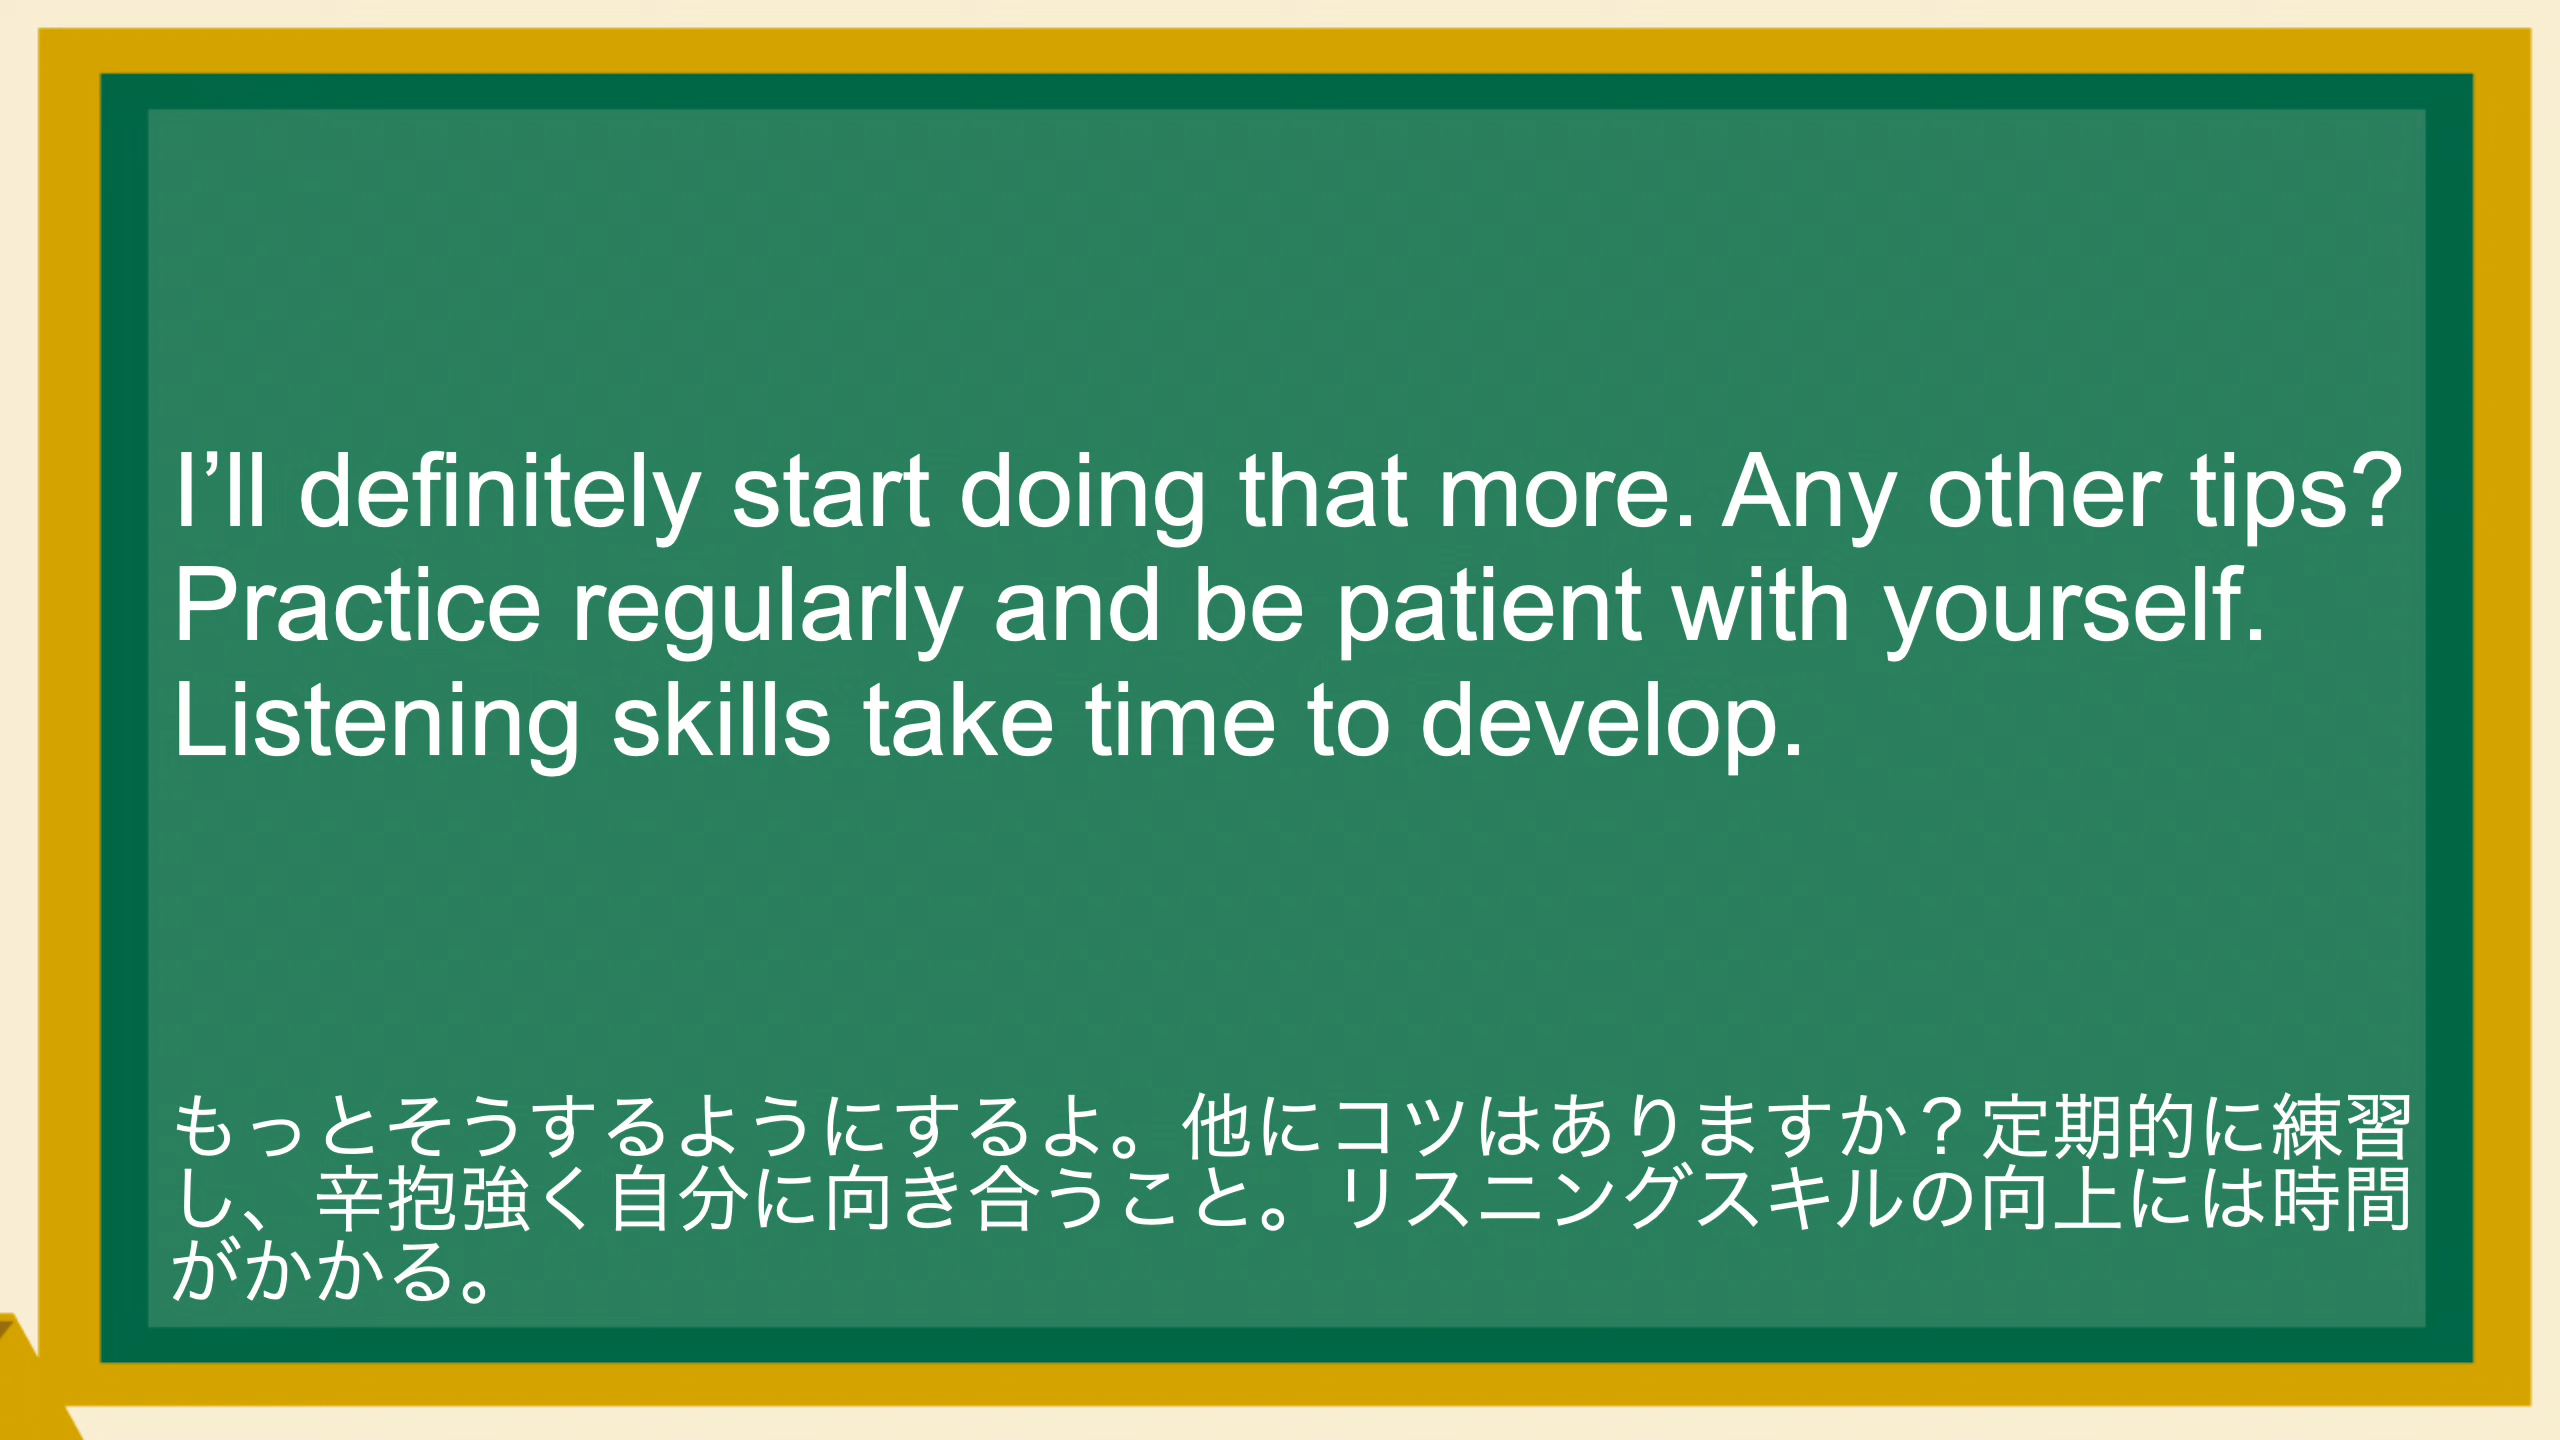 I’ll definitely start doing that more. Any other tips?
Practice regularly and be patient with yourself.
Listening skills take time to develop.
もっとそうするようにするよ。他にコツはありますか？定期的に練習
し、辛抱強く自分に向き合うこと。リスニングスキルの向上には時間
がかかる。